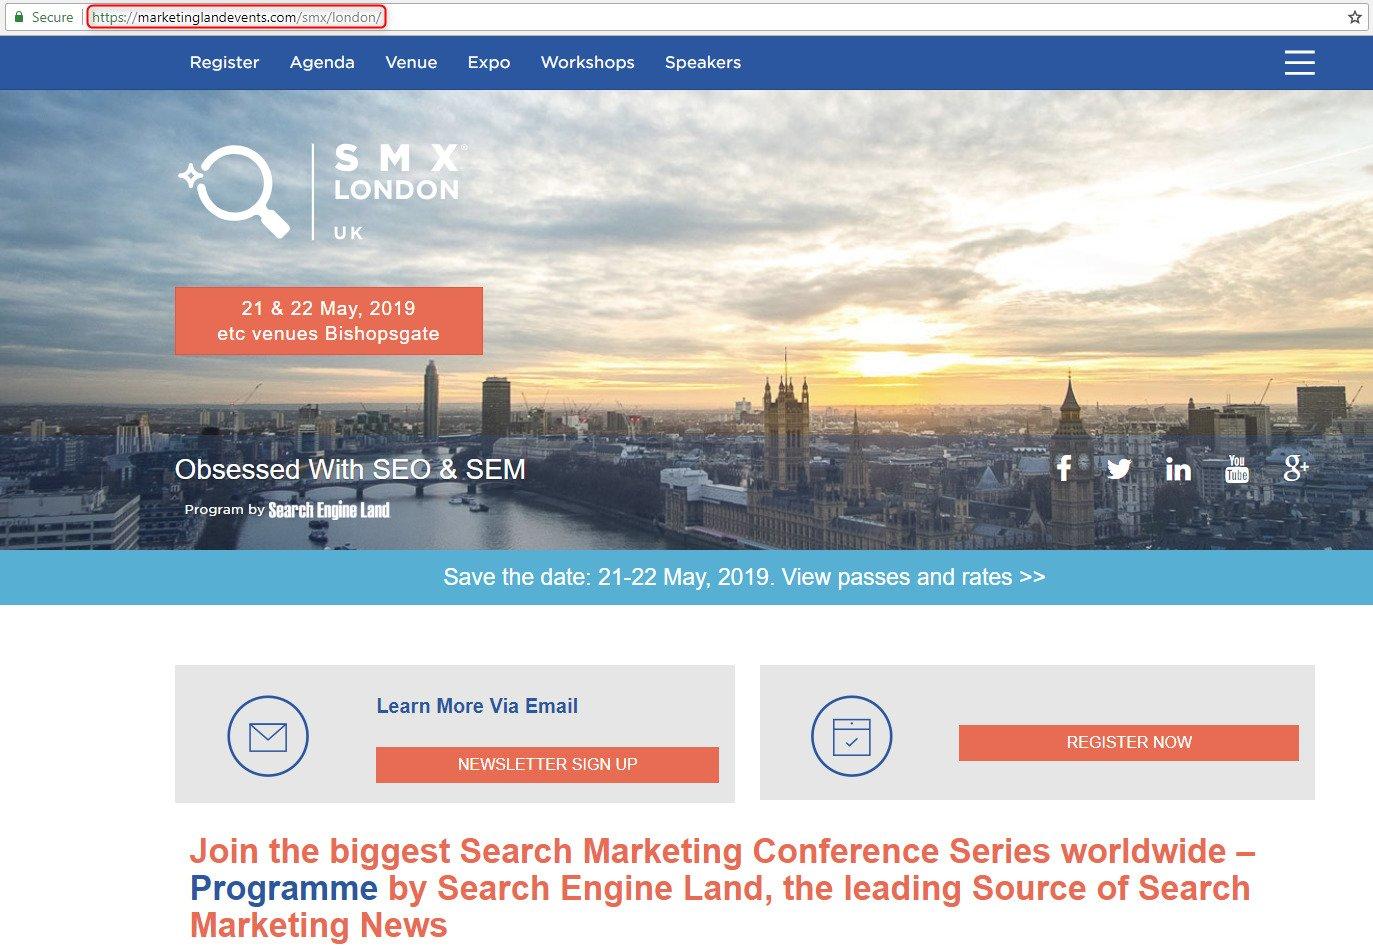 Secure https://marketinglandevents.com/smx/london/
Register Agenda Venue Expo Workshops Speakers
SMX®
LONDON
UK
21 & 22 May, 2019
etc venues Bishopsgate
Obsessed With SEO & SEM
Program by Search Engine Land
f in You Tube g+
Save the date: 21-22 May, 2019. View passes and rates >>
Learn More Via Email
NEWSLETTER SIGN UP
REGISTER NOW
Join the biggest Search Marketing Conference Series worldwide –
Programme by Search Engine Land, the leading Source of Search
Marketing News